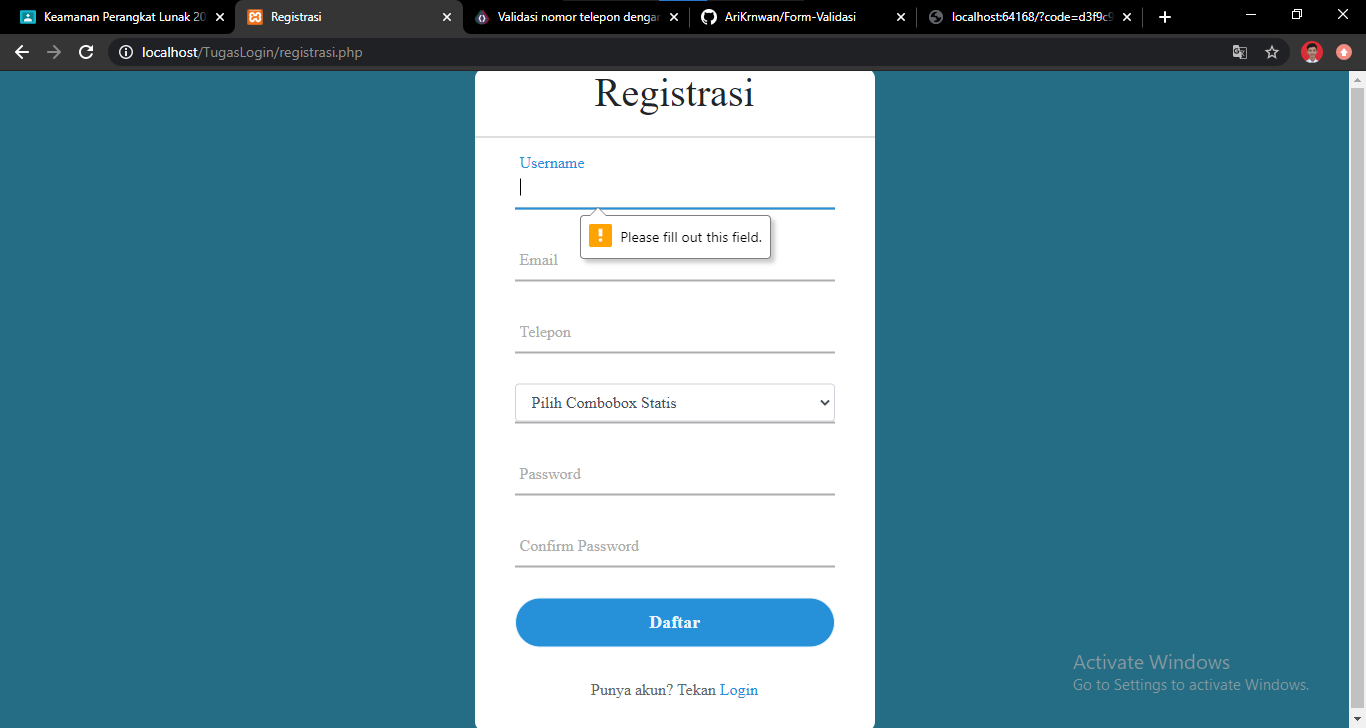 Keamanan Perangkat Lunak 20
Registrasi
Validasi nomor telepon dengan
AriKrnwan/Form-Validasi
localhost:64168/?code=d3f9c9
localhost/TugasLogin/registrasi.php
Registrasi
Username
Please fill out this field.
Email
Telepon
Pilih Combobox Statis
Password
Confirm Password
Daftar
Punya akun? Tekan Login
Activate Windows
Go to Settings to activate Windows.